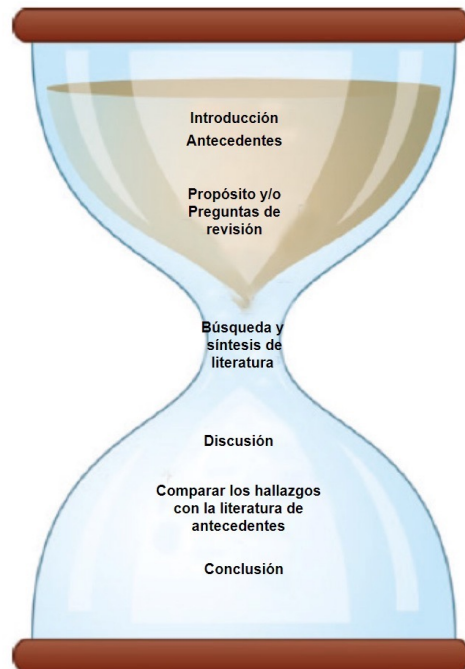 Introducción
Antecedentes
Propósito y/o
Preguntas de
revisión
Búsqueda y
síntesis de
literatura
Discusión
Comparar los hallazgos
con la literatura de
antecedentes
Conclusión